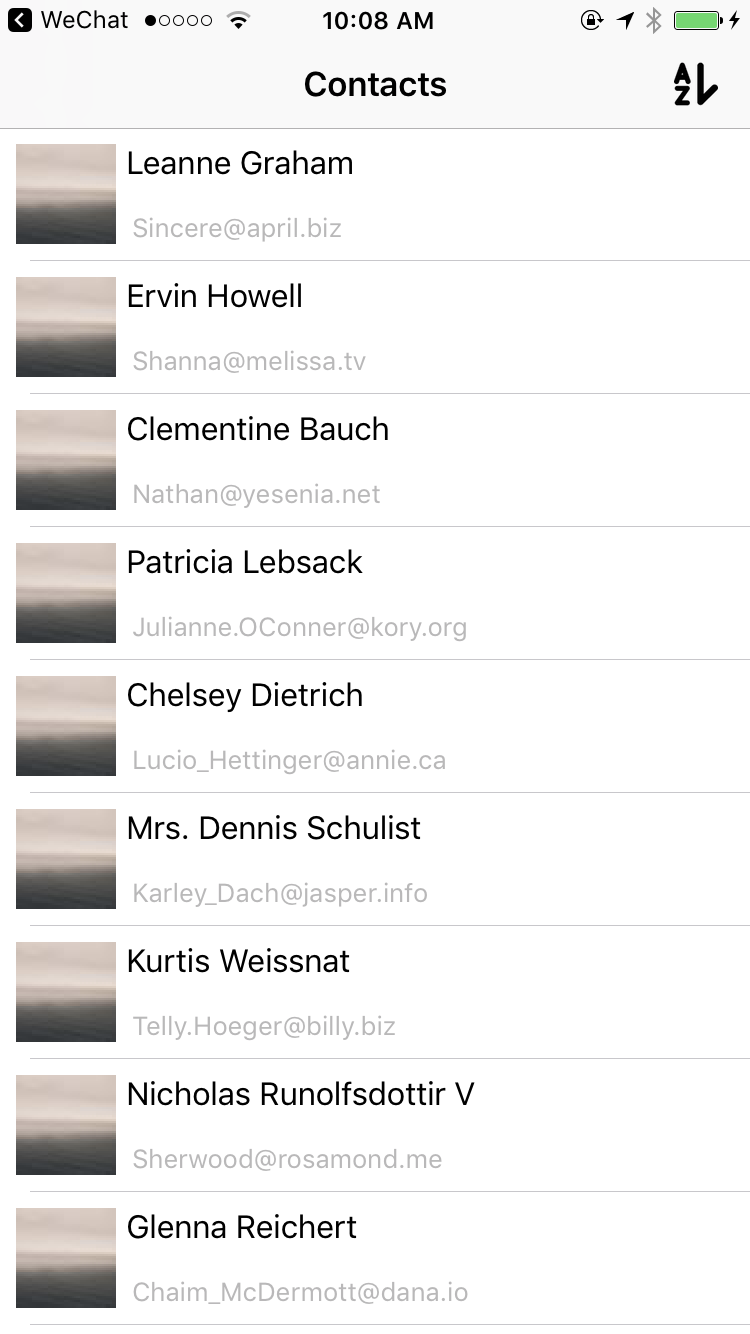 WeChat 10:08 AM
Contacts
A
Z
Leanne Graham
Sincere@april.biz
Ervin Howell
Shanna@melissa.tv
Clementine Bauch
Nathan@yesenia.net
Patricia Lebsack
Julianne.OConner@kory.org
Chelsey Dietrich
Lucio_Hettinger@annie.ca
Mrs. Dennis Schulist
Karley_Dach@jasper.info
Kurtis Weissnat
Telly.Hoeger@billy.biz
Nicholas Runolfsdottir V
Sherwood@rosamond.me
Glenna Reichert
Chaim_McDermott@dana.io